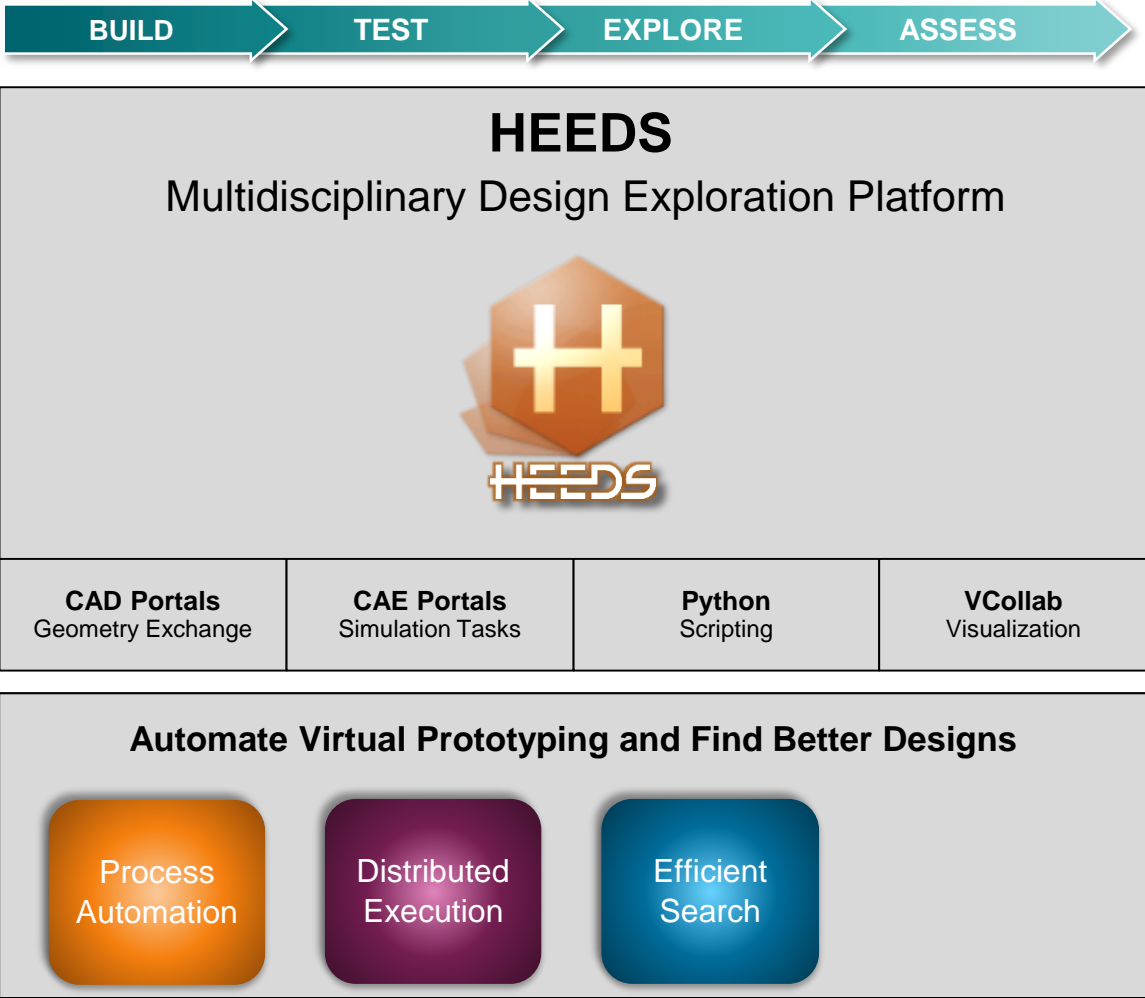 BUILD TEST EXPLORE ASSESS
HEEDS
Multidisciplinary Design Exploration Platform
H
HEEDS
CAD Portals
Geometry Exchange
CAE Portals
Simulation Tasks
Python
Scripting
VCollab
Visualization
Automate Virtual Prototyping and Find Better Designs
Process
Automation
Distributed
Execution
Efficient
Search